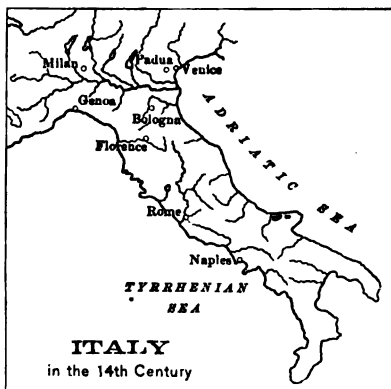 Milan
Padua
Venice
Genoa
Bologna
Florence
ADRIATIC SEA
Rome
Naples
TYRRHENIAN
SEA
ITALY
in the 14th Century